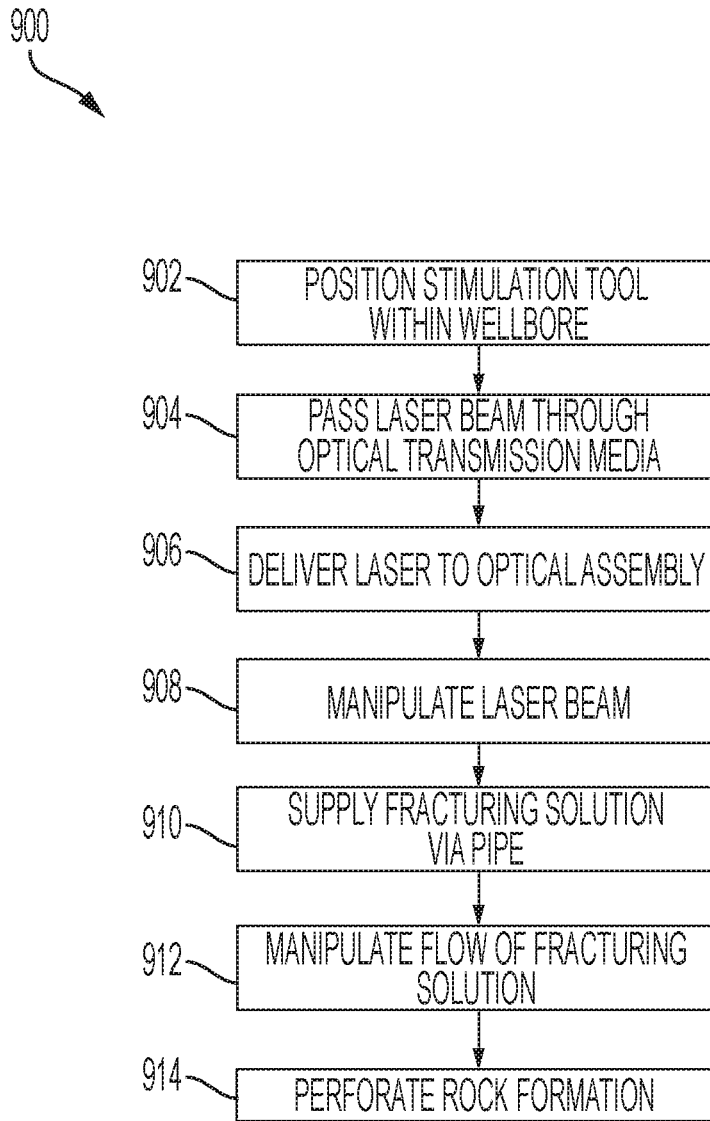 900
902
POSITION STIMULATION TOOL
WITHIN WELLBORE
904
PASS LASER BEAM THROUGH
OPTICAL TRANSMISSION MEDIA
906
DELIVER LASER TO OPTICAL ASSEMBLY
908
MANIPULATE LASER BEAM
910
SUPPLY FRACTURING SOLUTION
VIA PIPE
912
MANIPULATE FLOW OF FRACTURING
SOLUTION
914
PERFORATE ROCK FORMATION